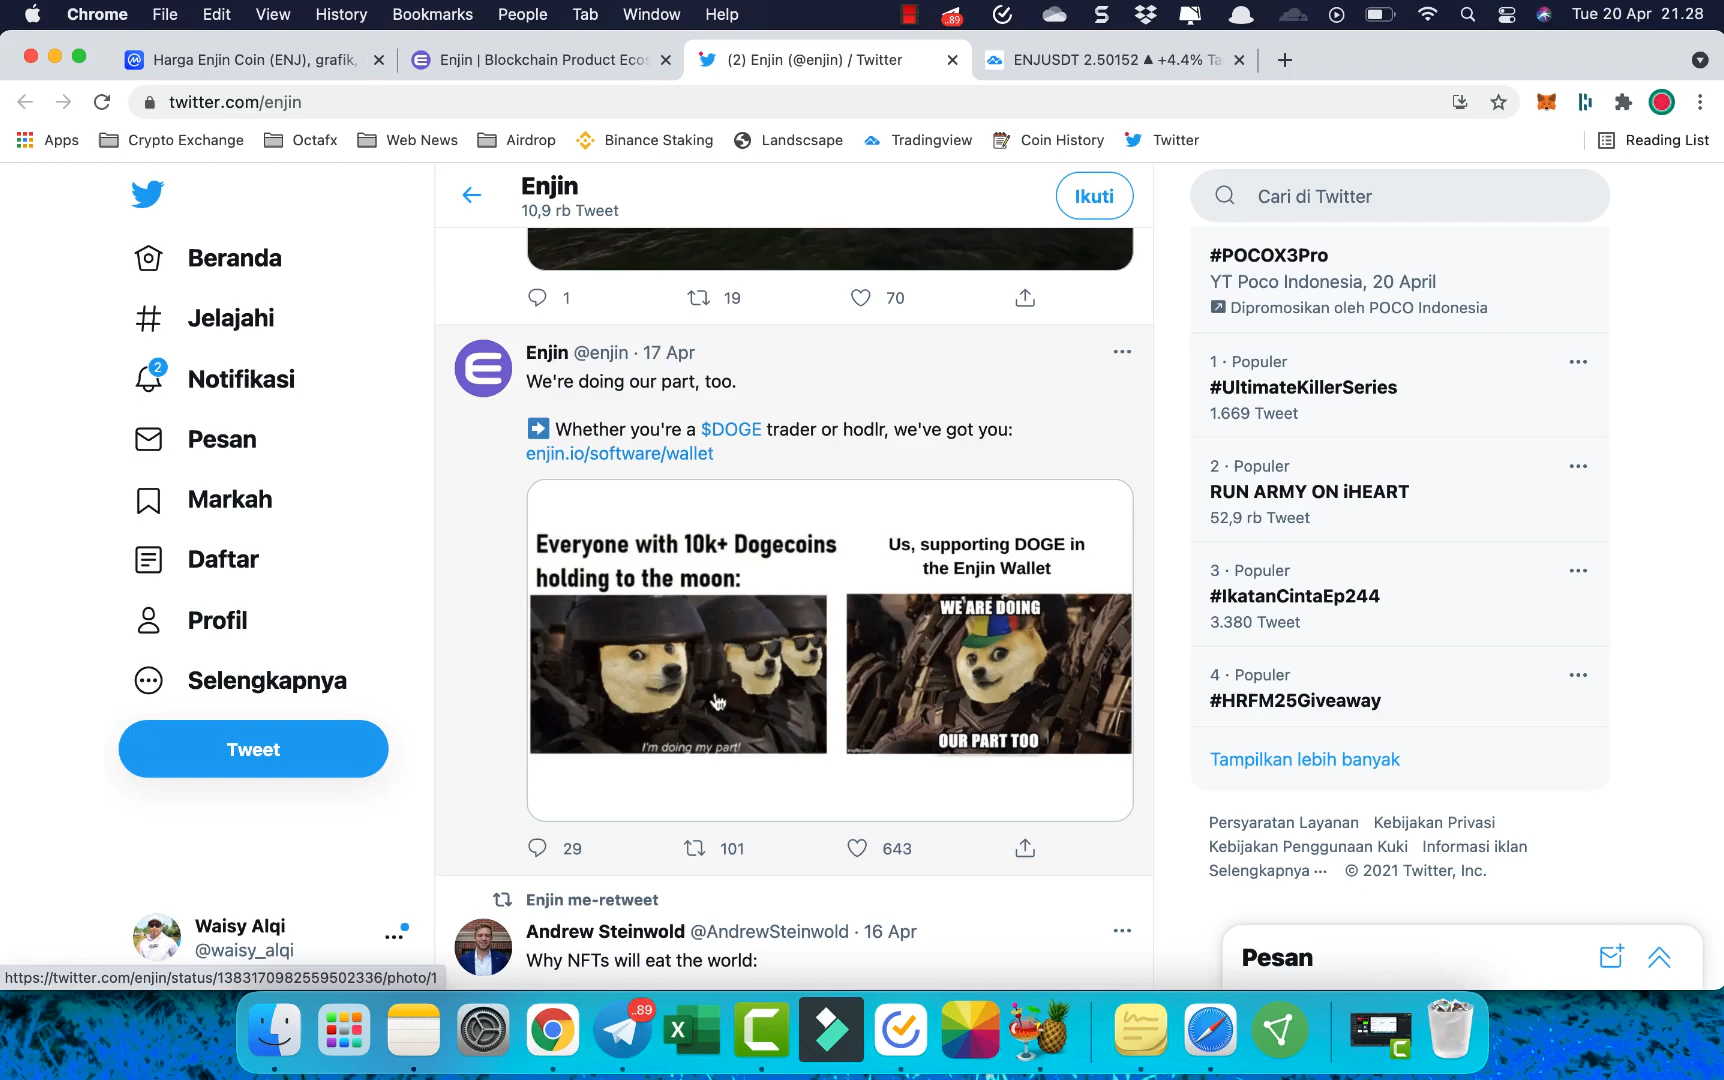 Chrome File Edit View History Bookmarks People Tab Window Help
..89
Tue 20 Apr 21.28
Harga Enjin Coin (ENJ), grafik,
Enjin | Blockchain Product Ecos
(2) Enjin (@enjin) / Twitter
ENJUSDT 2.50152 ▲ +4.4% Ta
twitter.com/enjin
Apps Crypto Exchange Octafx Web News Airdrop Binance Staking Landscsape Tradingview Coin History Twitter
Reading List
Beranda
Jelajahi
2
Notifikasi
Pesan
Markah
Daftar
Profil
Selengkapnya
Tweet
Waisy Alqi
@waisy_alqi
https://twitter.com/enjin/status/1383170982559502336/photo/1
Enjin
10,9 rb Tweet
Ikuti
1 19 70
Enjin @enjin · 17 Apr
We're doing our part, too.
➡ Whether you're a $DOGE trader or hodlr, we've got you:
enjin.io/software/wallet
Everyone with 10k+ Dogecoins
holding to the moon:
I'm doing my part!
Us, supporting DOGE in
the Enjin Wallet
WE ARE DOING
OUR PART TOO
29 101 643
Enjin me-retweet
Andrew Steinwold @AndrewSteinwold · 16 Apr
Why NFTs will eat the world:
Cari di Twitter
#POCOX3Pro
YT Poco Indonesia, 20 April
Dipromosikan oleh POCO Indonesia
1 · Populer
#UltimateKillerSeries
1.669 Tweet
2 · Populer
RUN ARMY ON iHEART
52,9 rb Tweet
3 · Populer
#IkatanCintaEp244
3.380 Tweet
4 · Populer
#HRFM25Giveaway
Tampilkan lebih banyak
Persyaratan Layanan Kebijakan Privasi
Kebijakan Penggunaan Kuki Informasi iklan
Selengkapnya ··· © 2021 Twitter, Inc.
Pesan
..89